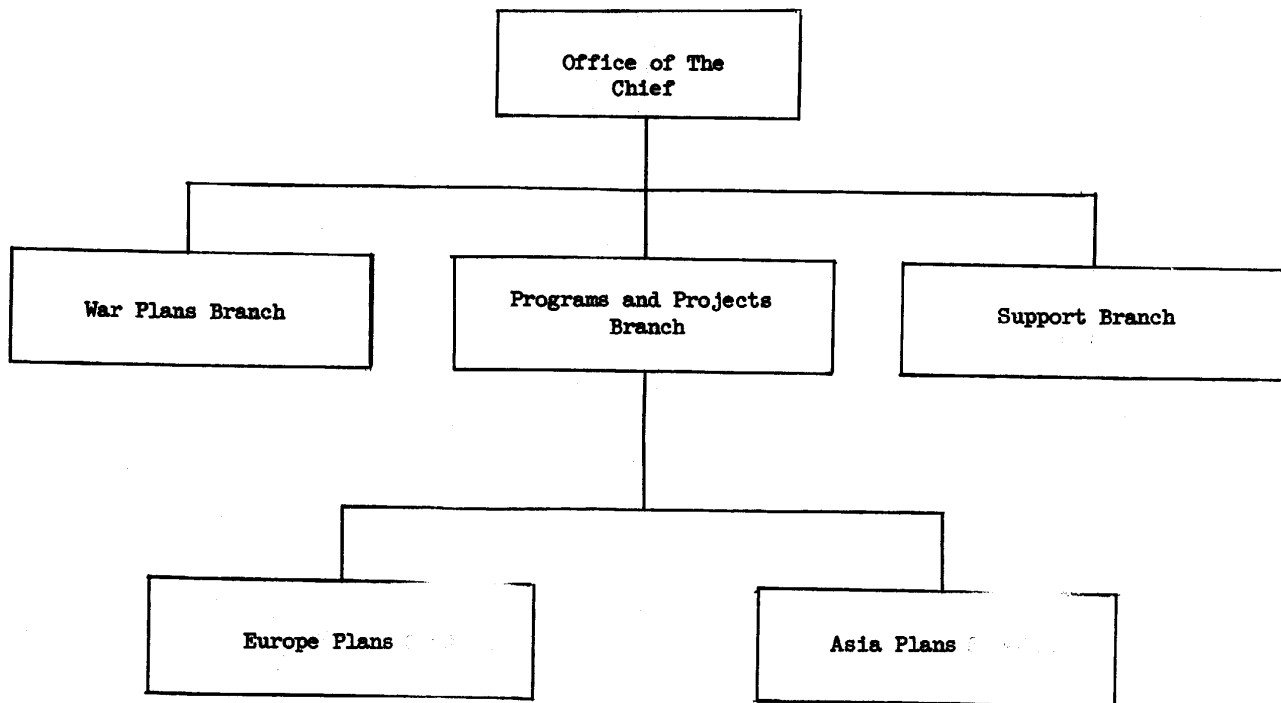 Office of The
Chief
War Plans Branch
Programs and Projects
Branch
Support Branch
Europe Plans
Asia Plans